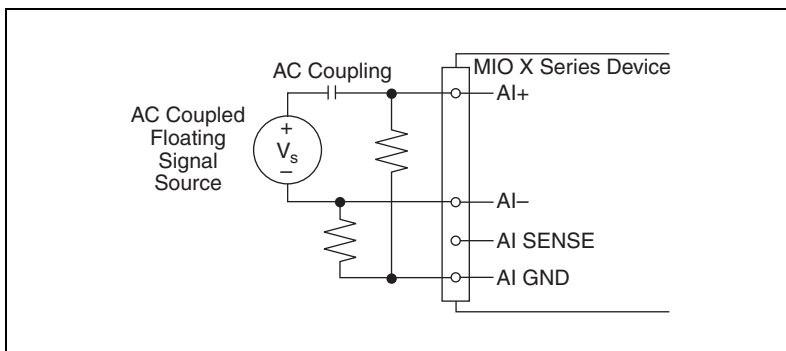 AC Coupling
MIO X Series Device
AI+
AC Coupled
Floating
Signal
Source
+
Vs
–
AI–
AI SENSE
AI GND